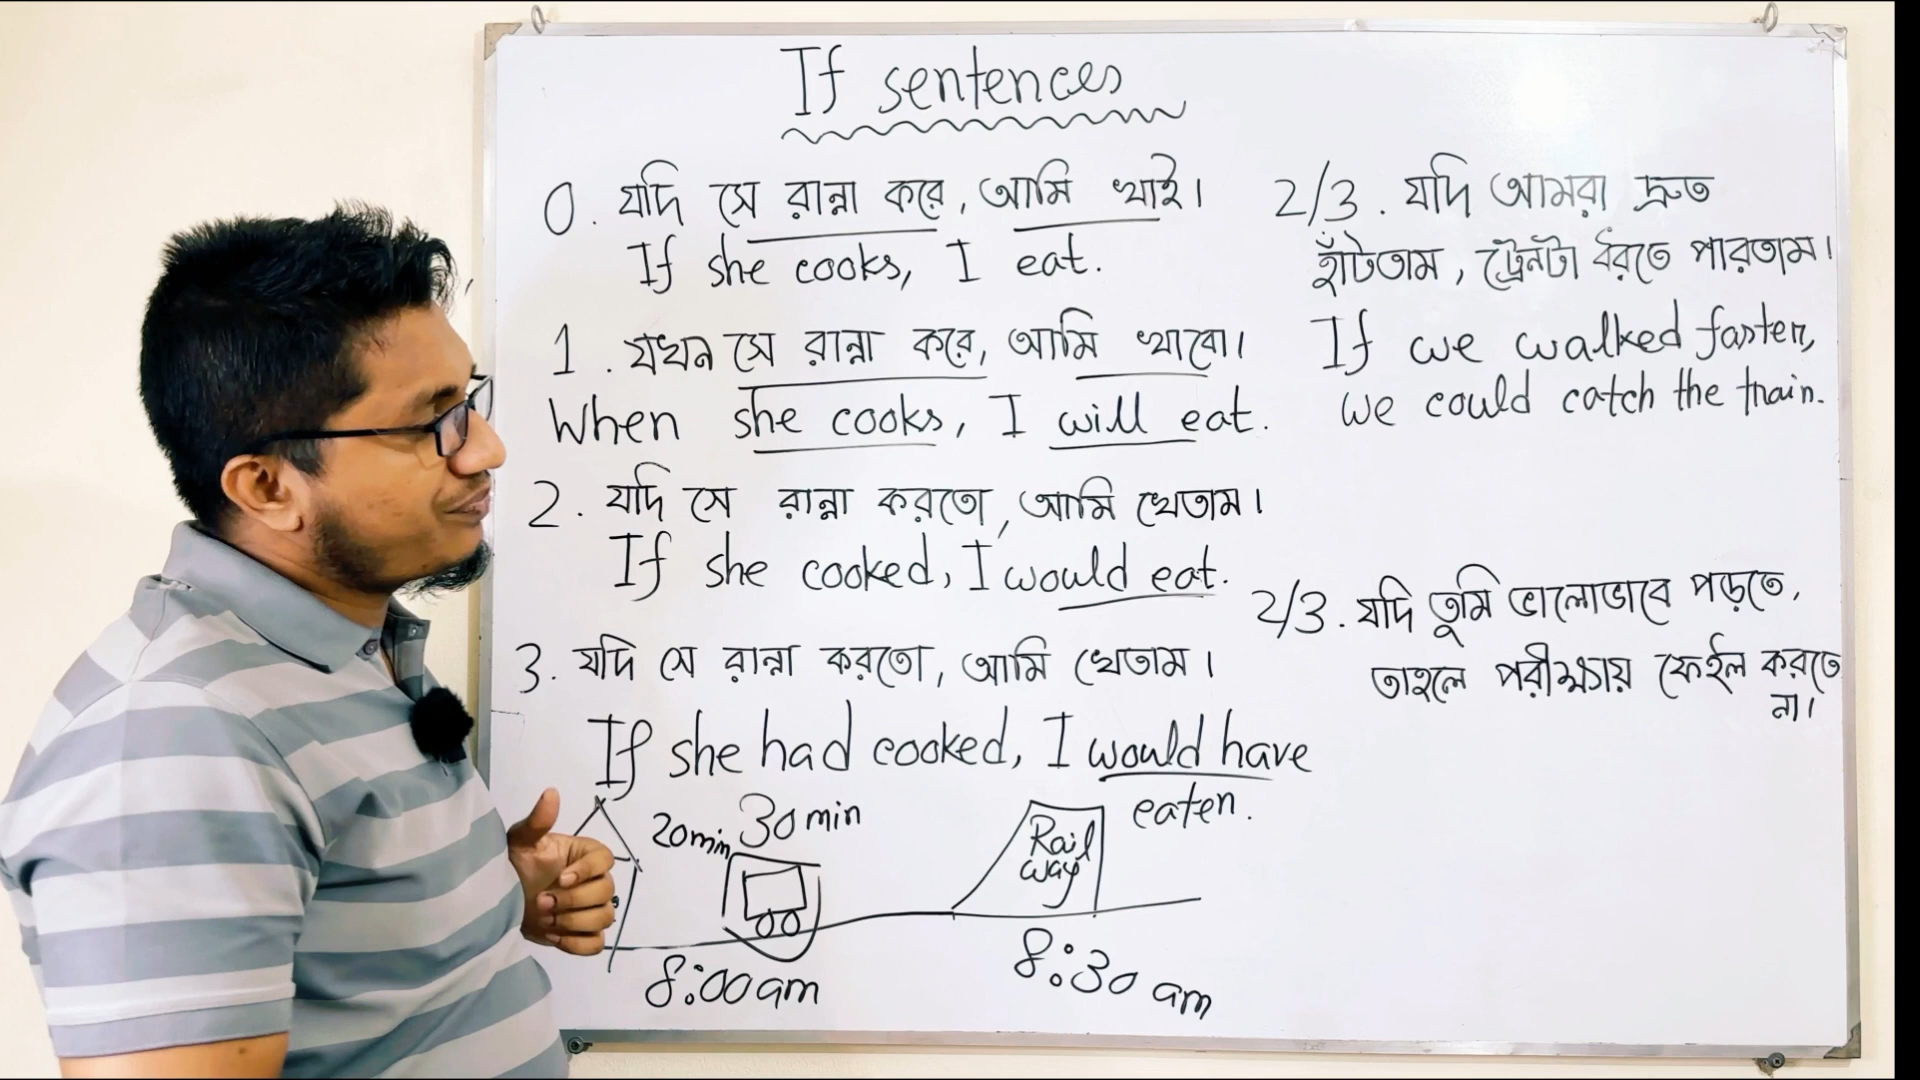 If sentences
0. যদি সে রান্না করে, আমি খাই।
If she cooks, I eat.
1. যখন সে রান্না করে, আমি খাবো।
When she cooks, I will eat.
2. যদি সে রান্না করতো, আমি খেতাম।
If she cooked, I would eat.
3. যদি সে রান্না করতো, আমি খেতাম।
If she had cooked, I would have
eaten.
20min 30 min
Rail
way
8:00 am
8:30 am
2/3. যদি আমরা দ্রুত
হাঁটতাম, ট্রেনটা ধরতে পারতাম।
If we walked faster,
we could catch the train.
2/3. যদি তুমি ভালোভাবে পড়তে,
তাহলে পরীক্ষায় ফেইল করতে
না।